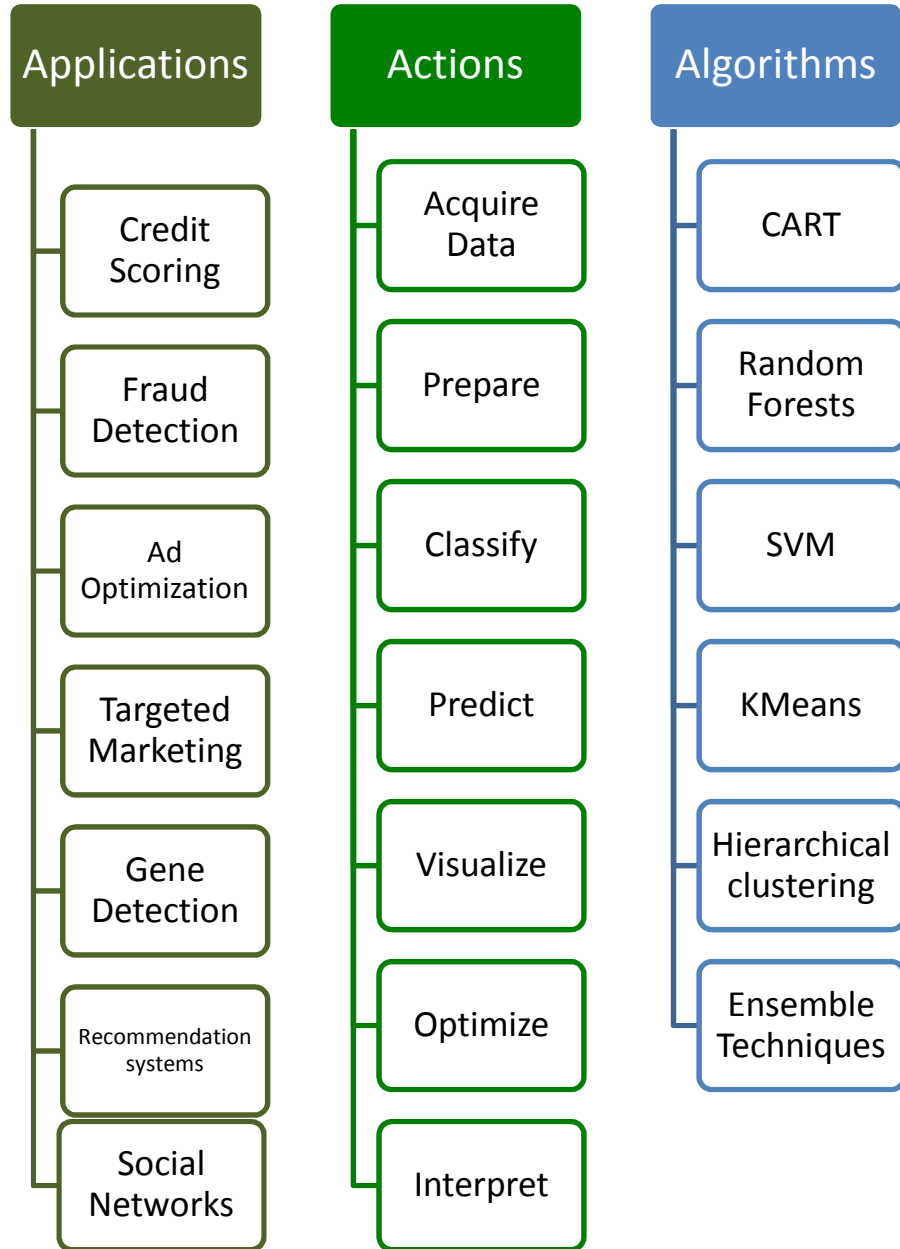 Applications
Credit
Scoring
Fraud
Detection
Ad
Optimization
Targeted
Marketing
Gene
Detection
Recommendation
systems
Social
Networks
Actions
Acquire
Data
Prepare
Classify
Predict
Visualize
Optimize
Interpret
Algorithms
CART
Random
Forests
SVM
KMeans
Hierarchical
clustering
Ensemble
Techniques